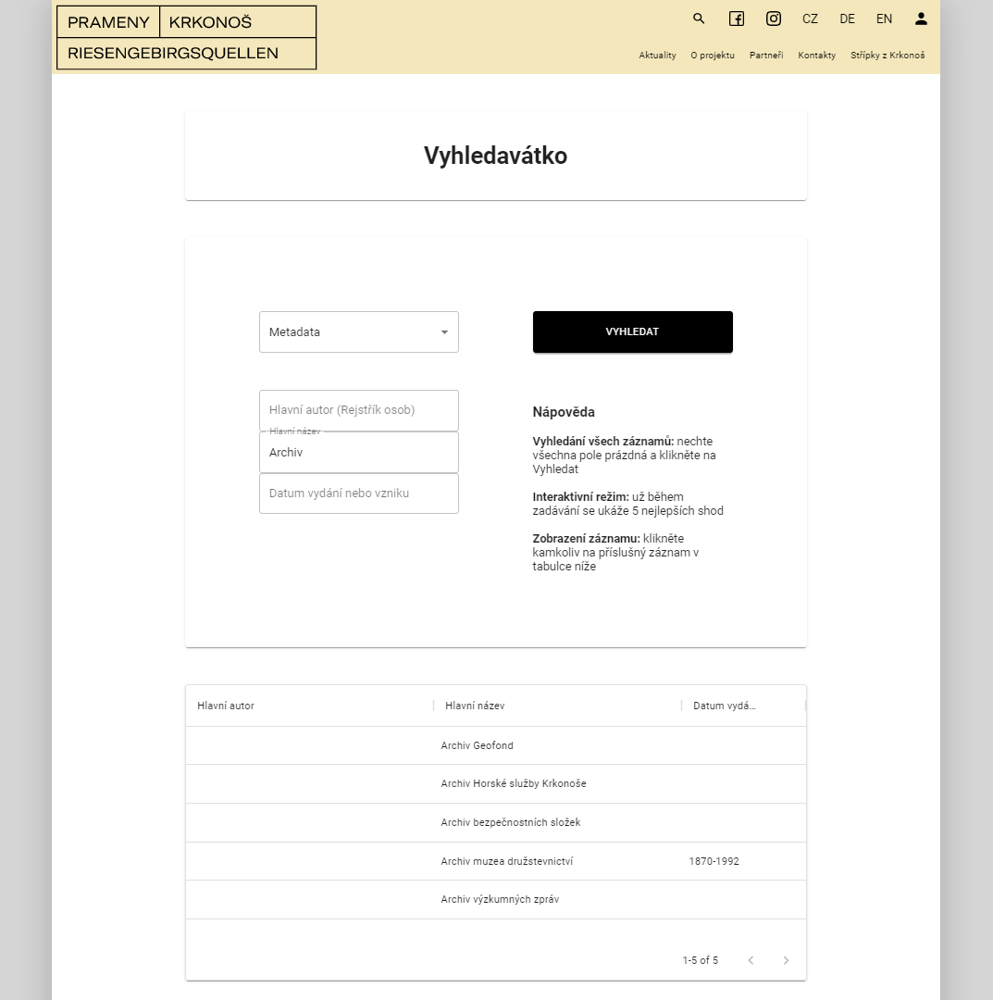 PRAMENY KRKONOŠ
RIESENGEBIRGSQUELLEN
CZ DE EN
Aktuality O projektu Partneři Kontakty Střípky z Krkonoš
Vyhledavátko
Metadata
VYHLEDAT
Hlavní autor (Rejstřík osob)
Hlavní název
Archiv
Datum vydání nebo vzniku
Nápověda
Vyhledání všech záznamů: nechte
všechna pole prázdná a klikněte na
Vyhledat
Interaktivní režim: už během
zadávání se ukáže 5 nejlepších shod
Zobrazení záznamu: klikněte
kamkoliv na příslušný záznam v
tabulce níže
Hlavní autor Hlavní název Datum vydá...
Archiv Geofond
Archiv Horské služby Krkonoše
Archiv bezpečnostních složek
Archiv muzea družstevnictví 1870-1992
Archiv výzkumných zpráv
1-5 of 5